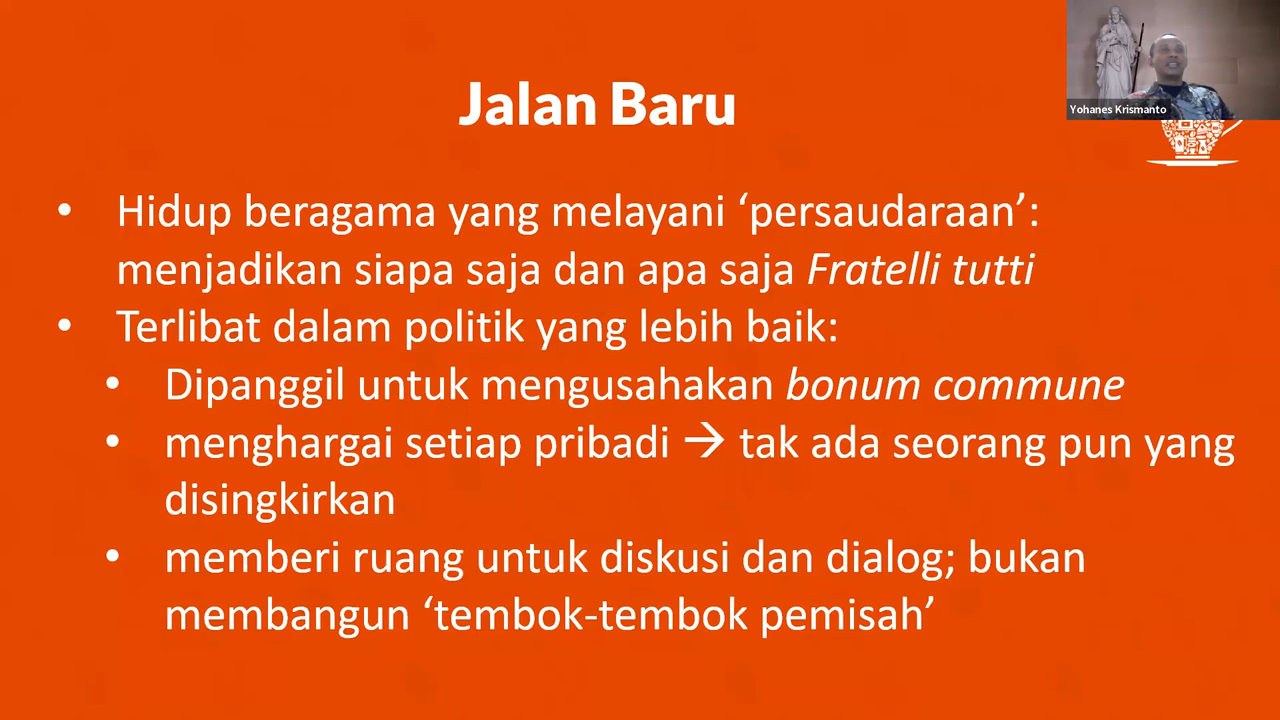 Yohanes Krismanto
Jalan Baru
• Hidup beragama yang melayani ‘persaudaraan’:
menjadikan siapa saja dan apa saja Fratelli tutti
• Terlibat dalam politik yang lebih baik:
• Dipanggil untuk mengusahakan bonum commune
• menghargai setiap pribadi → tak ada seorang pun yang
disingkirkan
• memberi ruang untuk diskusi dan dialog; bukan
membangun ‘tembok-tembok pemisah’